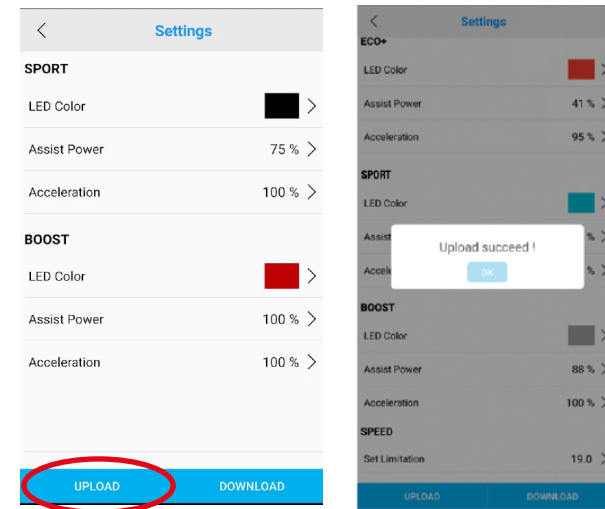 Settings
SPORT
LED Color
Assist Power 75 %
Acceleration 100 %
BOOST
LED Color
Assist Power 100 %
Acceleration 100 %
UPLOAD DOWNLOAD
Settings
ECO+
LED Color
Assist Power 41 %
Acceleration 95 %
SPORT
LED Color
Assist %
Upload succeed !
Accele %
OK
BOOST
LED Color
Assist Power 88 %
Acceleration 100 %
SPEED
Set Limitation 19.0
UPLOAD DOWNLOAD